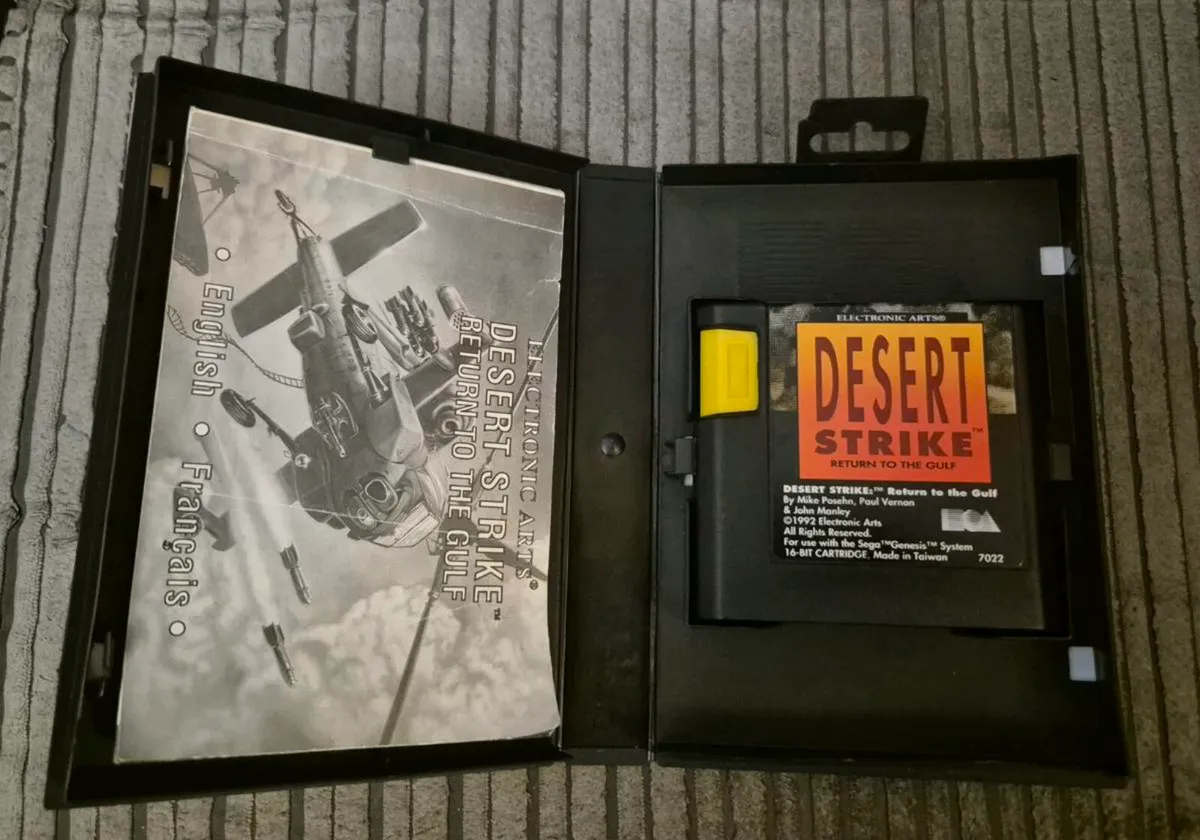 ELECTRONIC ARTS®
DESERT STRIKE™
RETURN TO THE GULF
○ English ○ Français ○
ELECTRONIC ARTS®
DESERT
STRIKE™
RETURN TO THE GULF
DESERT STRIKE:™ Return to the Gulf
By Mike Posehn, Paul Vernon
& John Manley
©1992 Electronic Arts
All Rights Reserved.
For use with the Sega™Genesis™ System
16-BIT CARTRIDGE, Made in Taiwan 7022
EOA